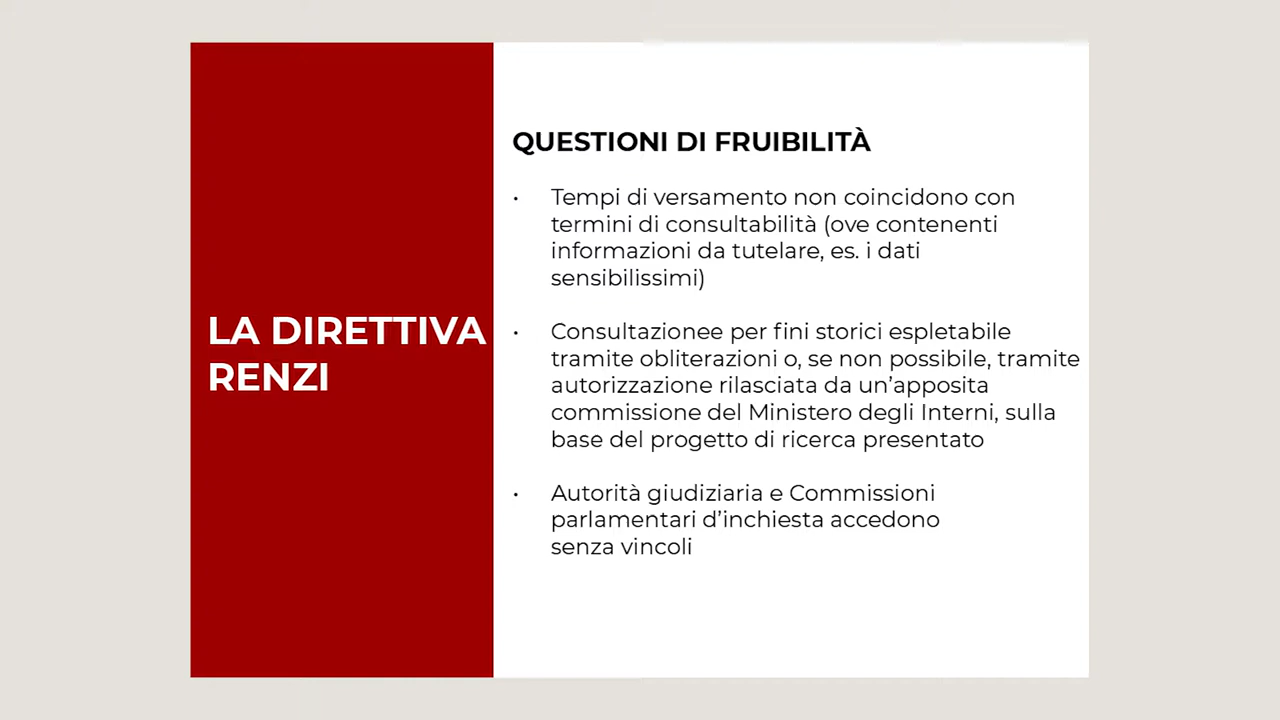 LA DIRETTIVA
RENZI
QUESTIONI DI FRUIBILITÀ
• Tempi di versamento non coincidono con
termini di consultabilità (ove contenenti
informazioni da tutelare, es. i dati
sensibilissimi)
• Consultazionee per fini storici espletabile
tramite obliterazioni o, se non possibile, tramite
autorizzazione rilasciata da un’apposita
commissione del Ministero degli Interni, sulla
base del progetto di ricerca presentato
• Autorità giudiziaria e Commissioni
parlamentari d’inchiesta accedono
senza vincoli